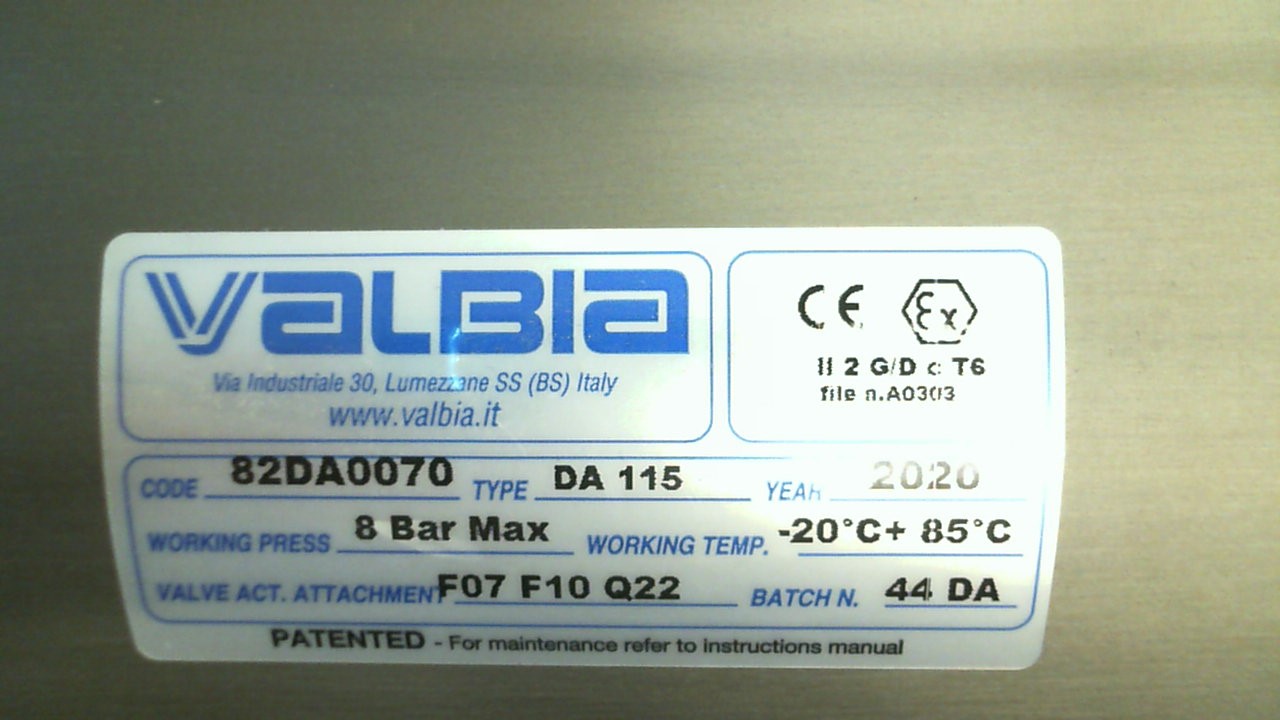 VALBIA
Via Industriale 30, Lumezzane SS (BS) Italy
www.valbia.it
CE Ex
II 2 G/D c T6
file n.A0303
CODE 82DA0070 TYPE DA 115 YEAR 2020
WORKING PRESS 8 Bar Max WORKING TEMP. -20°C+ 85°C
VALVE ACT. ATTACHMENT F07 F10 Q22 BATCH N. 44 DA
PATENTED - For maintenance refer to instructions manual